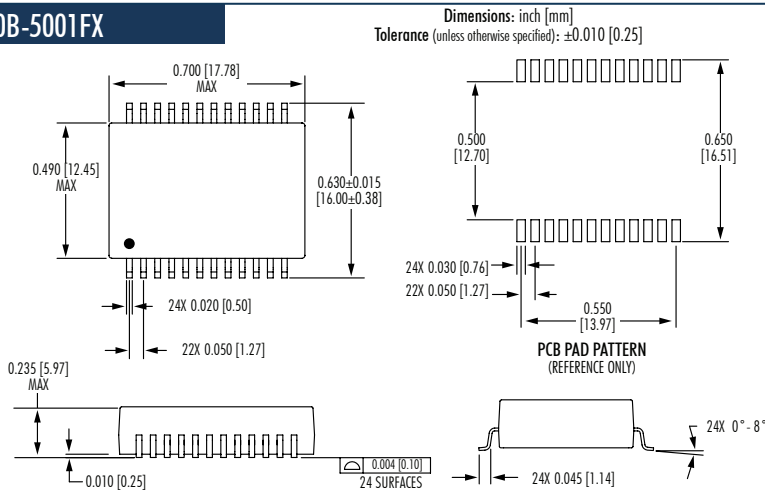 0B-5001FX
Dimensions: inch [mm]
Tolerance (unless otherwise specified): ±0.010 [0.25]
0.700 [17.78]
MAX
0.490 [12.45]
MAX
0.630±0.015
[16.00±0.38]
24X 0.020 [0.50]
22X 0.050 [1.27]
0.500
[12.70]
0.650
[16.51]
24X 0.030 [0.76]
22X 0.050 [1.27]
0.550
[13.97]
PCB PAD PATTERN
(REFERENCE ONLY)
0.235 [5.97]
MAX
0.010 [0.25]
0.004 [0.10]
24 SURFACES
24X 0.045 [1.14]
24X 0°-8°